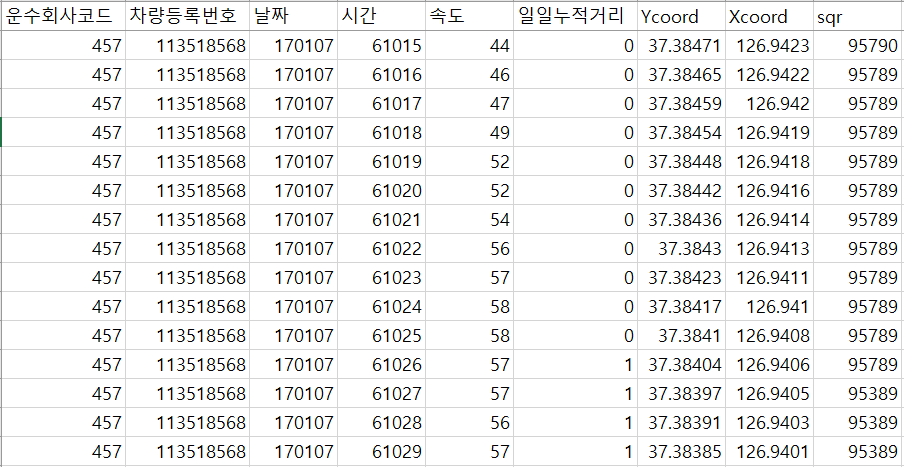 운수회사코드 차량등록번호 날짜 시간 속도 일일누적거리 Ycoord Xcoord sqr
457 113518568 170107 61015 44 0 37.38471 126.9423 95790
457 113518568 170107 61016 46 0 37.38465 126.9422 95789
457 113518568 170107 61017 47 0 37.38459 126.942 95789
457 113518568 170107 61018 49 0 37.38454 126.9419 95789
457 113518568 170107 61019 52 0 37.38448 126.9418 95789
457 113518568 170107 61020 52 0 37.38442 126.9416 95789
457 113518568 170107 61021 54 0 37.38436 126.9414 95789
457 113518568 170107 61022 56 0 37.3843 126.9413 95789
457 113518568 170107 61023 57 0 37.38423 126.9411 95789
457 113518568 170107 61024 58 0 37.38417 126.941 95789
457 113518568 170107 61025 58 0 37.3841 126.9408 95789
457 113518568 170107 61026 57 1 37.38404 126.9406 95789
457 113518568 170107 61027 57 1 37.38397 126.9405 95389
457 113518568 170107 61028 56 1 37.38391 126.9403 95389
457 113518568 170107 61029 57 1 37.38385 126.9401 95389